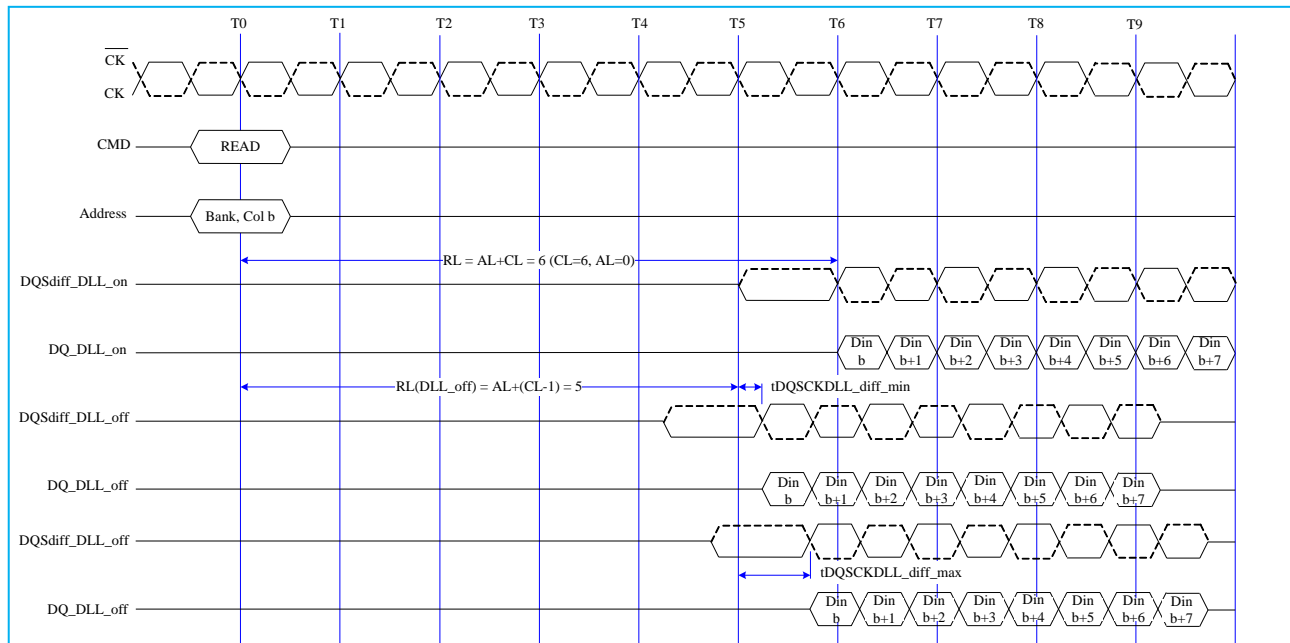 T0 T1 T2 T3 T4 T5 T6 T7 T8 T9
CK
CK
CMD READ
Address Bank, Col b
RL = AL+CL = 6 (CL=6, AL=0)
DQSdiff_DLL_on
DQ_DLL_on Din b Din b+1 Din b+2 Din b+3 Din b+4 Din b+5 Din b+6 Din b+7
RL(DLL_off) = AL+(CL-1) = 5 tDQSCKDLL_diff_min
DQSdiff_DLL_off
DQ_DLL_off Din b Din b+1 Din b+2 Din b+3 Din b+4 Din b+5 Din b+6 Din b+7
DQSdiff_DLL_off
tDQSCKDLL_diff_max
DQ_DLL_off Din b Din b+1 Din b+2 Din b+3 Din b+4 Din b+5 Din b+6 Din b+7